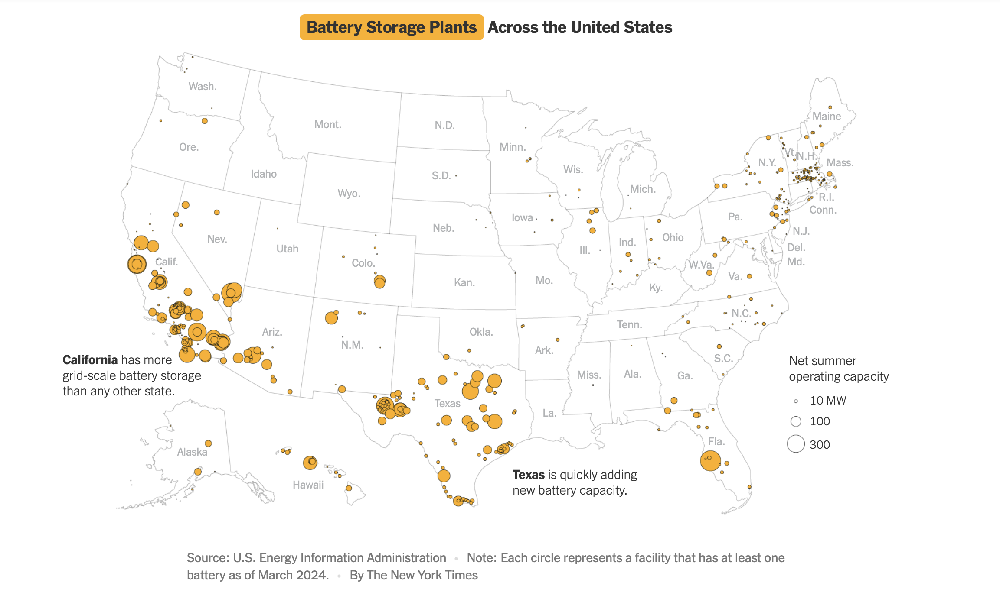 Battery Storage Plants Across the United States
Wash.
Ore.
Idaho
Mont.
Wyo.
N.D.
S.D.
Neb.
Kan.
Minn.
Iowa
Wis.
Mich.
Ill.
Ind.
Ohio
Mo.
Ky.
W.Va.
Va.
Pa.
N.Y.
Vt.
N.H.
Maine
Mass.
R.I.
Conn.
N.J.
Del.
Md.
Nev.
Utah
Colo.
Calif.
Ariz.
N.M.
Okla.
Ark.
Tenn.
N.C.
S.C.
Miss.
Ala.
Ga.
La.
Texas
Fla.
Alaska
Hawaii
California has more
grid-scale battery storage
than any other state.
Texas is quickly adding
new battery capacity.
Net summer
operating capacity
10 MW
100
300
Source: U.S. Energy Information Administration • Note: Each circle represents a facility that has at least one
battery as of March 2024. • By The New York Times